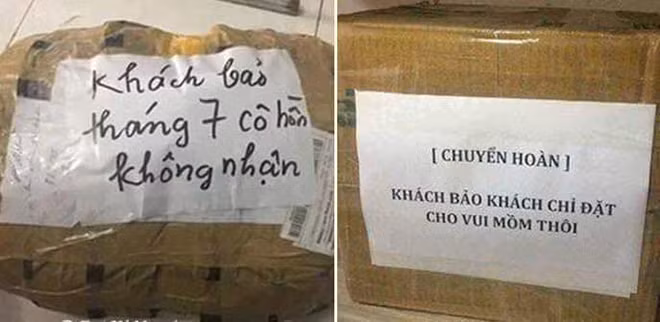 Khách bảo
tháng 7 cô hồn
không nhận
[ CHUYỂN HOÀN ]
KHÁCH BẢO KHÁCH CHỈ ĐẶT
CHO VUI MỒM THÔI